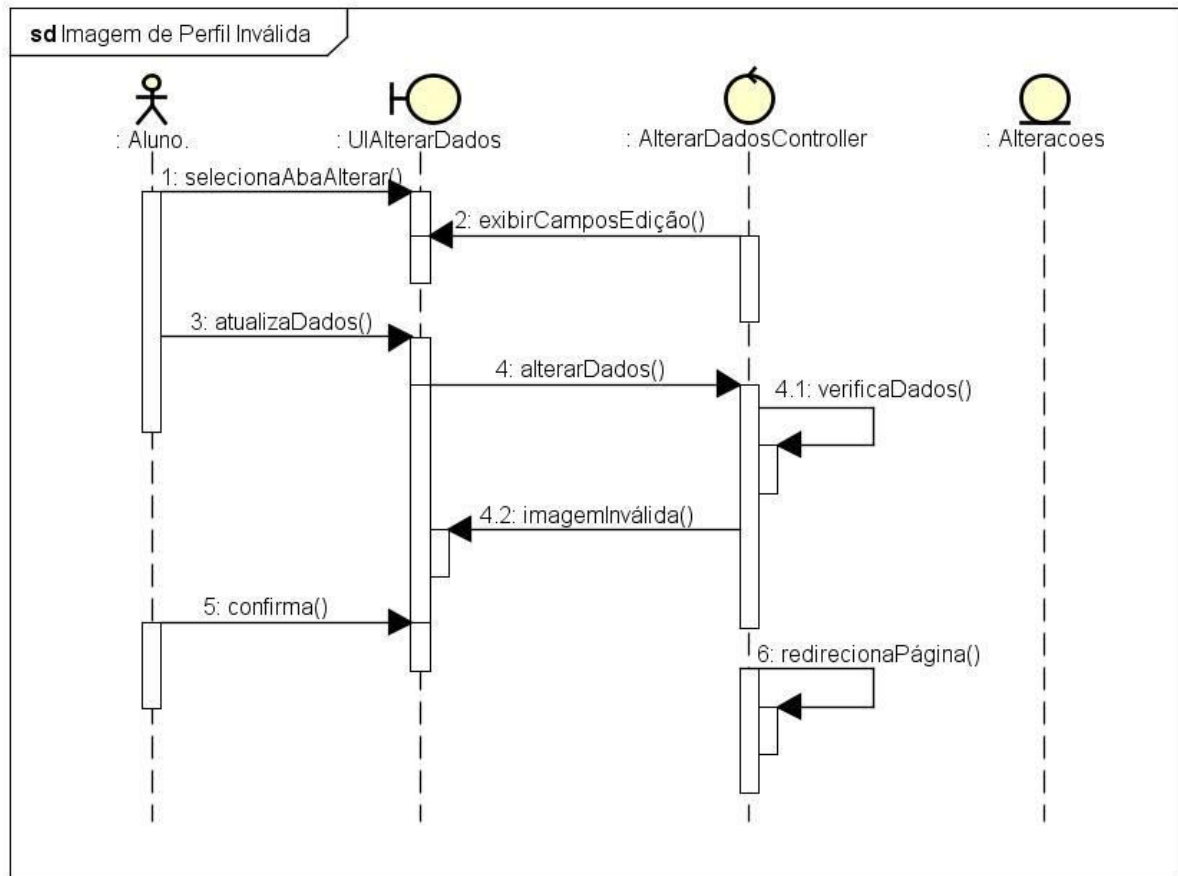 sd Imagem de Perfil Inválida
: Aluno.
: UIAlterarDados
: AlterarDadosController
: Alteracoes
1: selecionaAbaAlterar()
2: exibirCamposEdição()
3: atualizaDados()
4: alterarDados()
4.1: verificaDados()
4.2: imagemInválida()
5: confirma()
6: redirecionaPágina()